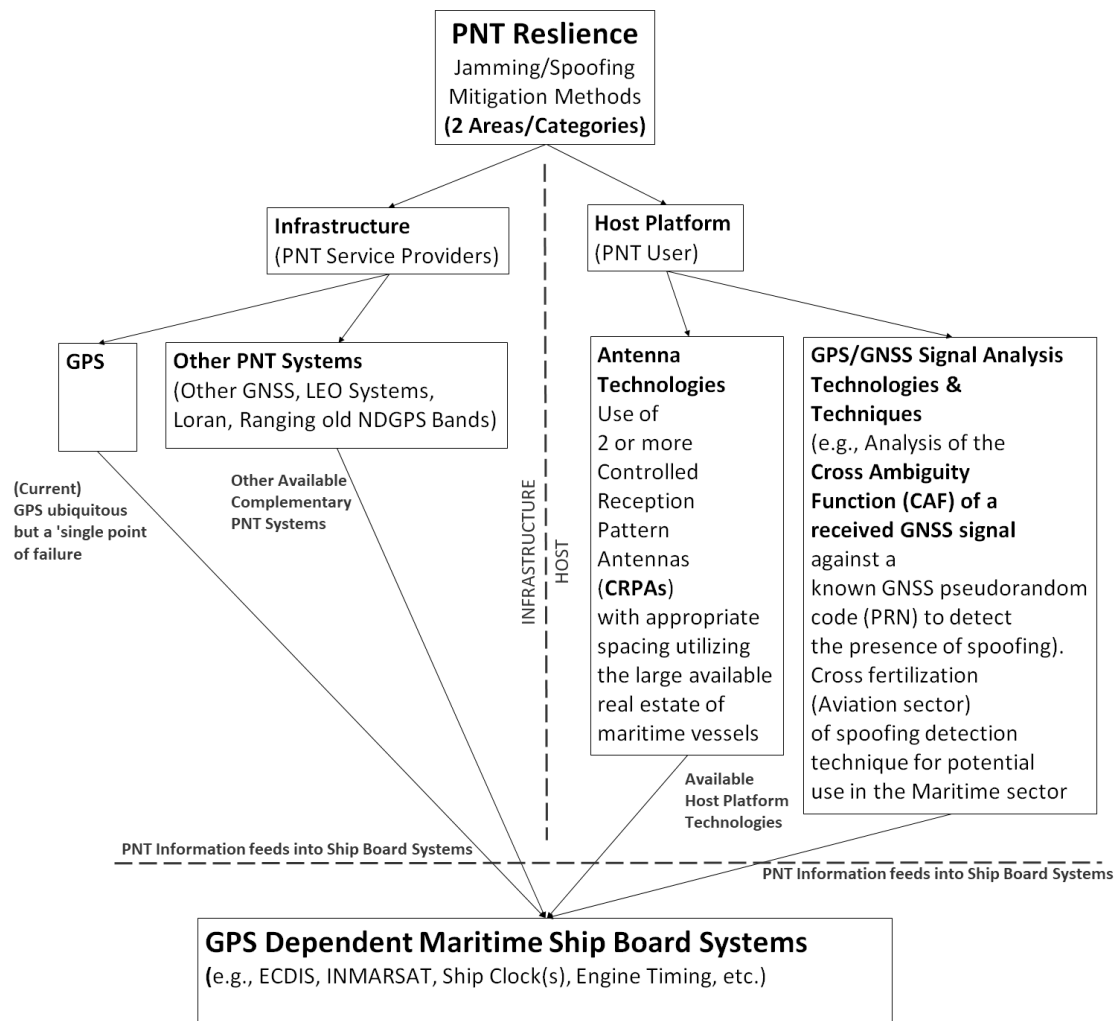 PNT Reslience
Jamming/Spoofing
Mitigation Methods
(2 Areas/Categories)
Infrastructure
(PNT Service Providers)
Host Platform
(PNT User)
GPS
Other PNT Systems
(Other GNSS, LEO Systems,
Loran, Ranging old NDGPS Bands)
Antenna
Technologies
Use of
2 or more
Controlled
Reception
Pattern
Antennas
(CRPAs)
with appropriate
spacing utilizing
the large available
real estate of
maritime vessels
GPS/GNSS Signal Analysis
Technologies &
Techniques
(e.g., Analysis of the
Cross Ambiguity
Function (CAF) of a
received GNSS signal
against a
known GNSS pseudorandom
code (PRN) to detect
the presence of spoofing).
Cross fertilization
(Aviation sector)
of spoofing detection
technique for potential
use in the Maritime sector
(Current)
GPS ubiquitous
but a 'single point
of failure
Other Available
Complementary
PNT Systems
INFRASTRUCTURE
HOST
Available
Host Platform
Technologies
PNT Information feeds into Ship Board Systems
PNT Information feeds into Ship Board Systems
GPS Dependent Maritime Ship Board Systems
(e.g., ECDIS, INMARSAT, Ship Clock(s), Engine Timing, etc.)